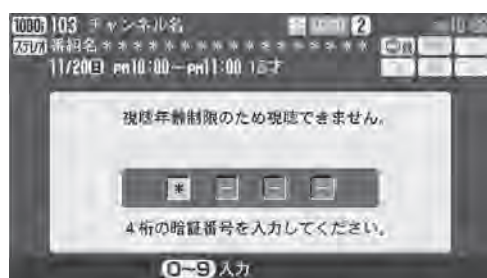 1080i 103 チャンネル名 2
ステレオ 番組名＊＊＊＊＊＊＊＊＊＊＊＊＊＊
11/20日 PM10:00～PM11:00 18才
視聴年齢制限のため視聴できません。
＊ － － －
4桁の暗証番号を入力してください。
0～9 入力